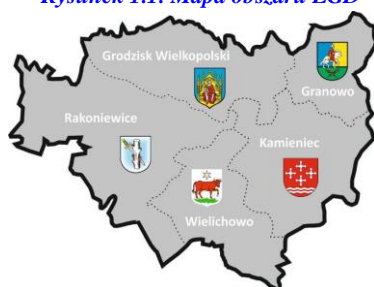 Rysunek 1.1. Mapa obszaru LGD
Grodzisk Wielkopolski
Granowo
Rakoniewice
Kamieniec
Wielichowo